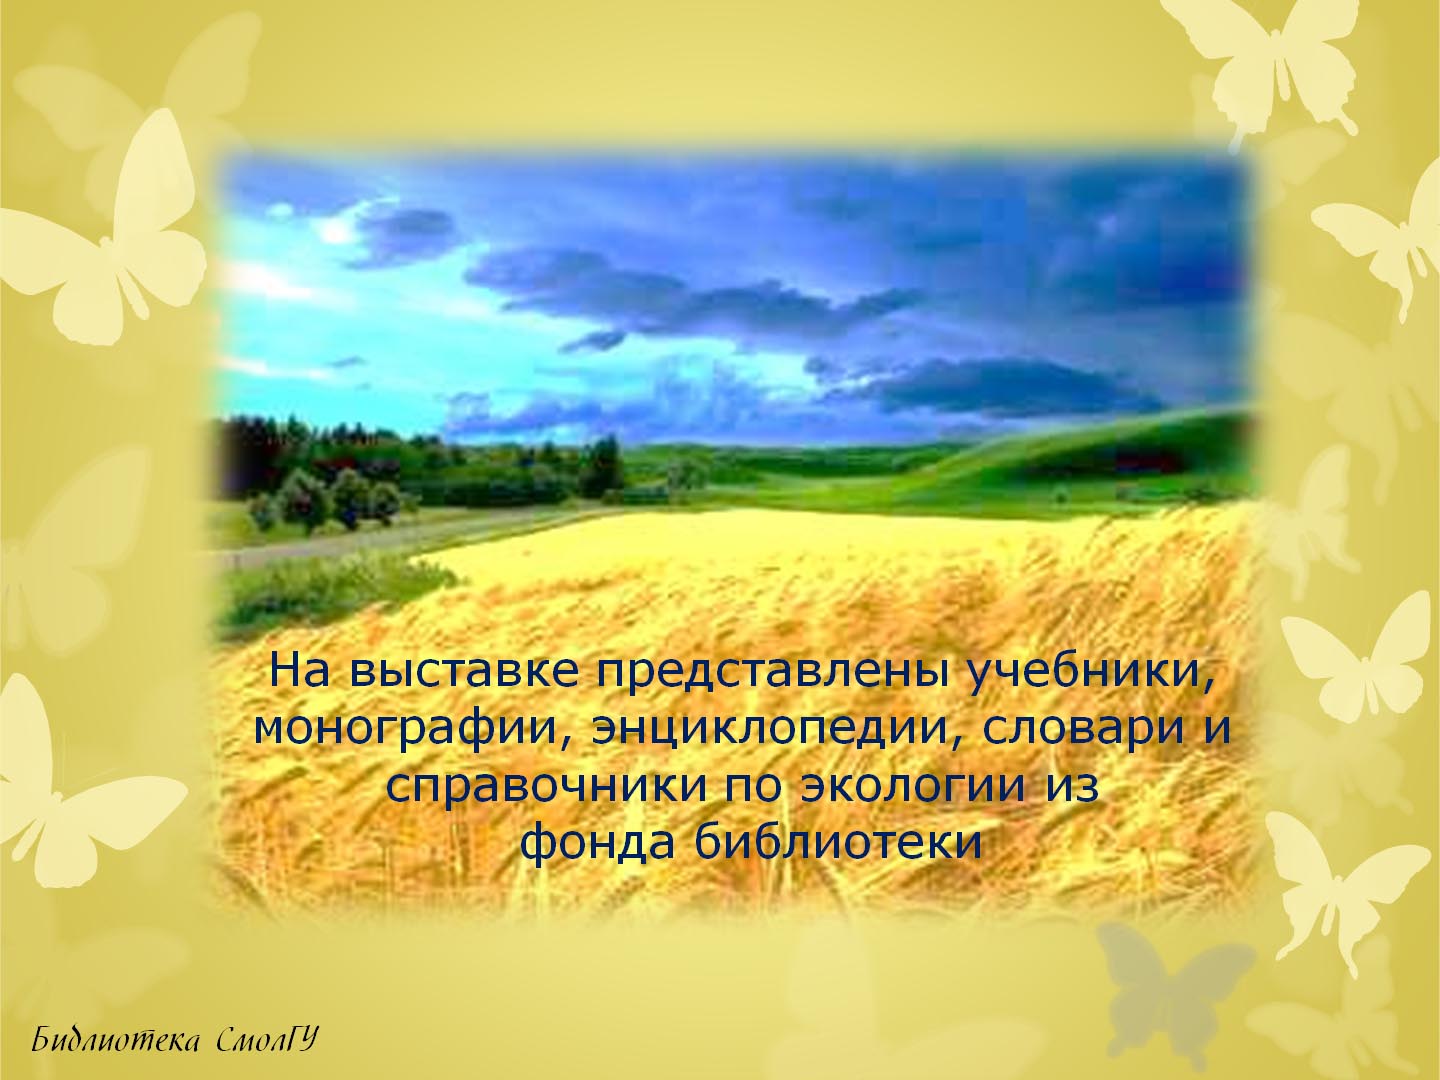 На выставке представлены учебники,
монографии, энциклопедии, словари и
справочники по экологии из
фонда библиотеки
Библиотека СмолГУ